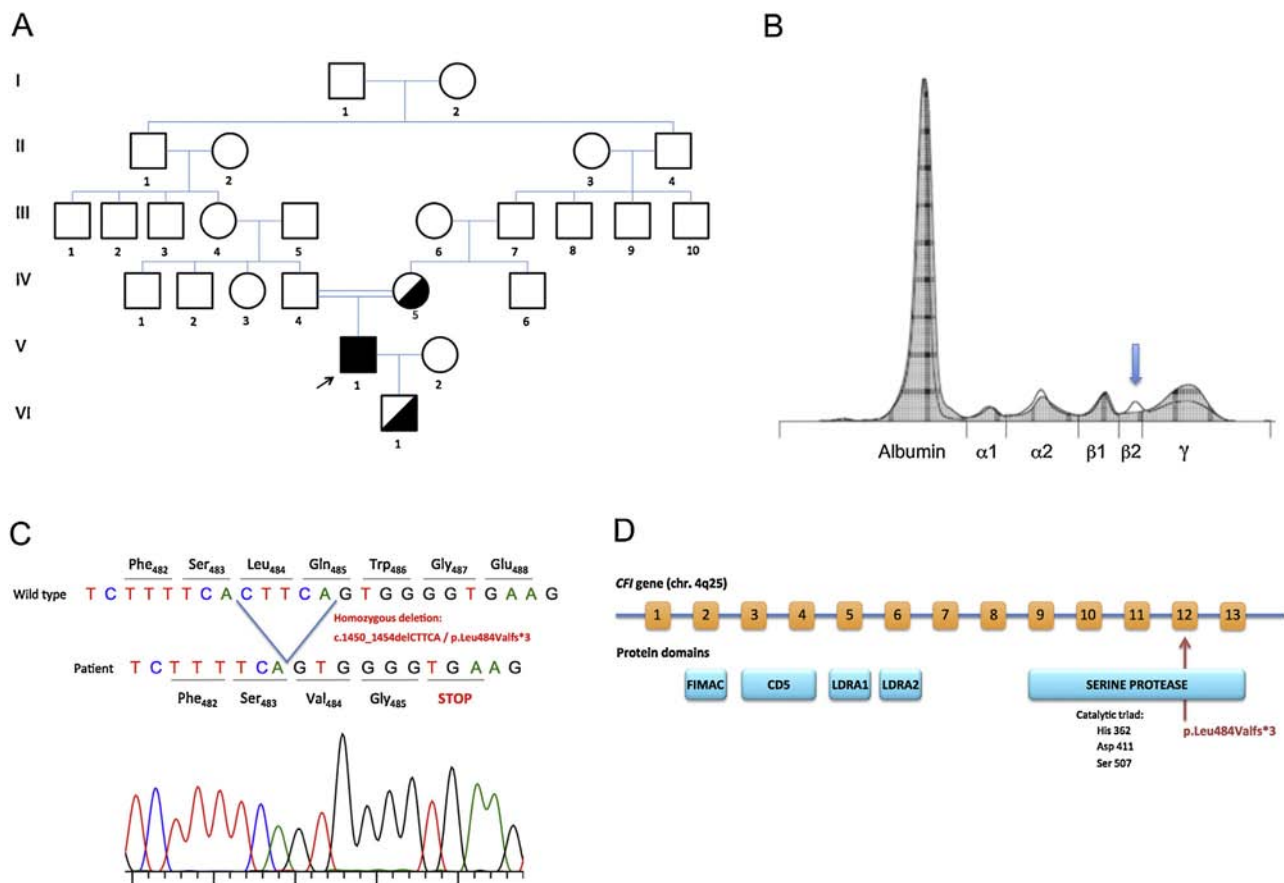 A
I
1 2
II
1 2 3 4
III
1 2 3 4 5 6 7 8 9 10
IV
1 2 3 4 5 6
V
1 2
VI
1
B
Albumin α1 α2 β1 β2 γ
C
Phe482 Ser483 Leu484 Gln485 Trp486 Gly487 Glu488
Wild type T C T T T T C A C T T C A G T G G G G T G A A G
Homozygous deletion:
c.1450_1454delCTTCA / p.Leu484Valfs*3
Patient T C T T T T C A G T G G G G T G A A G
Phe482 Ser483 Val484 Gly485 STOP
D
CFI gene (chr. 4q25)
1 2 3 4 5 6 7 8 9 10 11 12 13
Protein domains
FIMAC CD5 LDRA1 LDRA2 SERINE PROTEASE
Catalytic triad:
His 362
Asp 411
Ser 507
p.Leu484Valfs*3